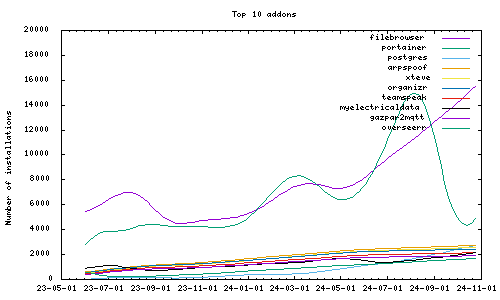 Top 10 addons
20000
18000
16000
14000
12000
10000
8000
6000
4000
2000
0
Number of installations
filebrowser
portainer
postgres
arpspoof
xteve
organizr
teamspeak
myelectricaldata
gazpar2mqtt
overseerr
23-05-01
23-07-01
23-09-01
23-11-01
24-01-01
24-03-01
24-05-01
24-07-01
24-09-01
24-11-01